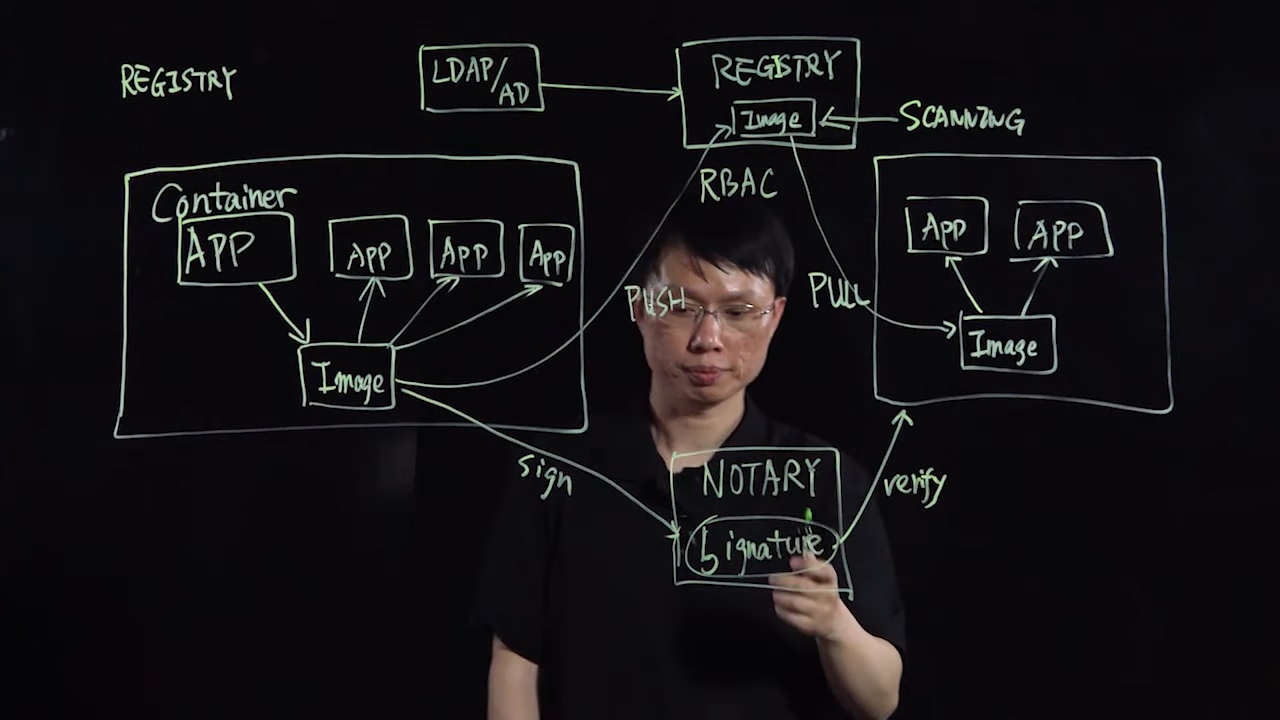 REGISTRY
LDAP/
AD
REGISTRY
Image
SCANNING
RBAC
Container
APP
App
App
App
Image
PUSH
PULL
App
APP
Image
sign
NOTARY
Signature
verify